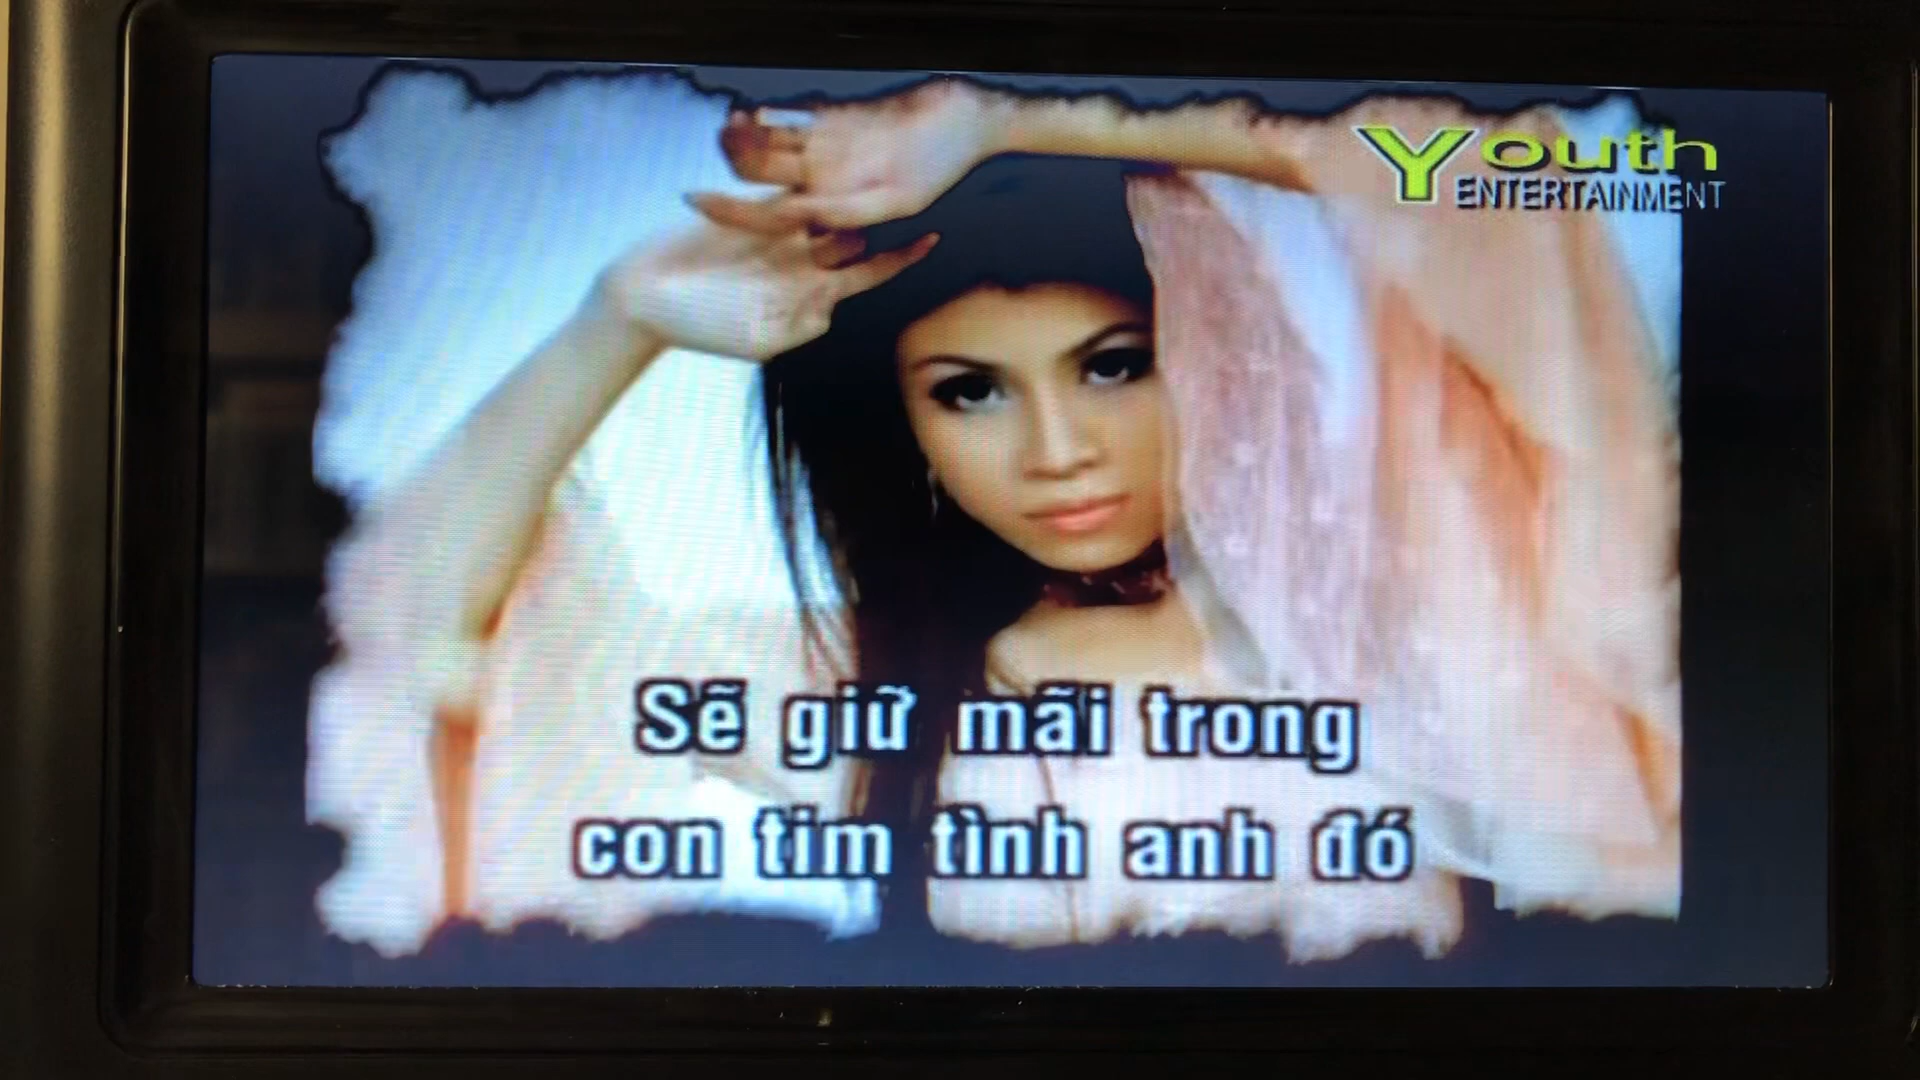 Youth
ENTERTAINMENT
Sẽ giữ mãi trong
con tim tình anh đó